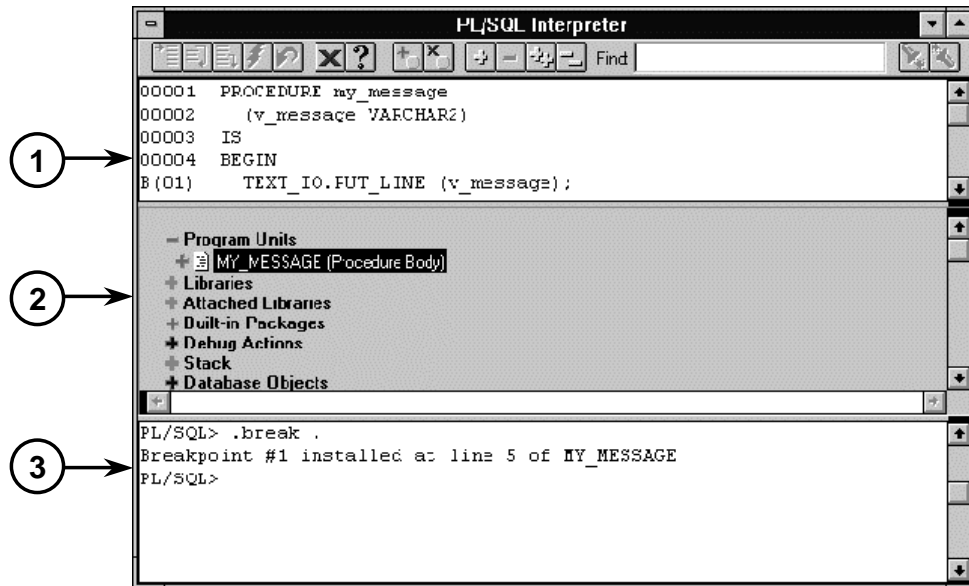 PL/SQL Interpreter
Find
00001 PROCEDURE my_message
00002 (v_message VARCHAR2)
00003 IS
00004 BEGIN
B(01) TEXT_IO.PUT_LINE (v_message);
1
Program Units
MY_MESSAGE (Procedure Body)
Libraries
Attached Libraries
Built-in Packages
Debug Actions
Stack
Database Objects
2
PL/SQL> .break .
Breakpoint #1 installed at line 5 of MY_MESSAGE
PL/SQL>
3